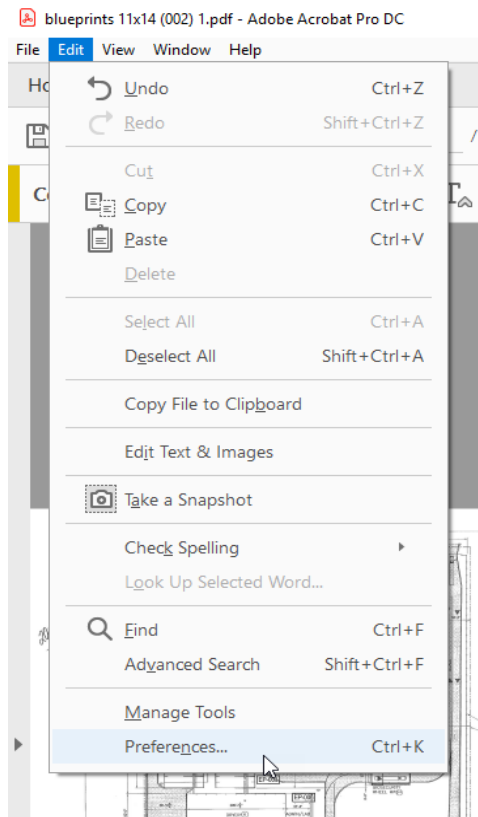 blueprints 11x14 (002) 1.pdf - Adobe Acrobat Pro DC
File Edit View Window Help
Undo Ctrl+Z
Redo Shift+Ctrl+Z
Cut Ctrl+X
Copy Ctrl+C
Paste Ctrl+V
Delete
Select All Ctrl+A
Deselect All Shift+Ctrl+A
Copy File to Clipboard
Edit Text & Images
Take a Snapshot
Check Spelling
Look Up Selected Word...
Find Ctrl+F
Advanced Search Shift+Ctrl+F
Manage Tools
Preferences... Ctrl+K